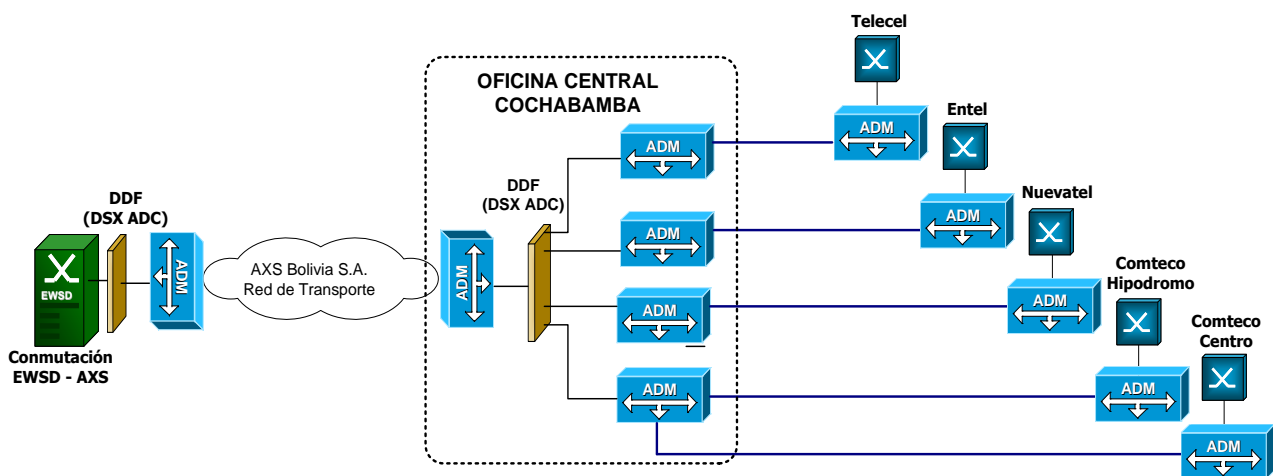 Telecel
OFICINA CENTRAL
COCHABAMBA
ADM
ADM
Entel
DDF
(DSX ADC)
Nuevatel
ADM
ADM
DDF
(DSX ADC)
ADM
ADM
AXS Bolivia S.A.
Red de Transporte
EWSD
Conmutación
EWSD - AXS
Comteco
Hipodromo
ADM
ADM
Comteco
Centro
ADM
ADM
ADM